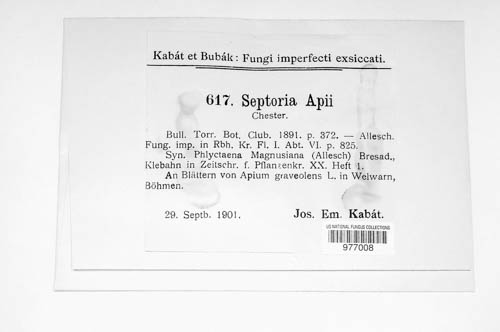 Kabát et Bubák: Fungi imperfecti exsiccati.
617. Septoria Apii
Chester.
Bull. Torr. Bot. Club. 1891. p. 372. — Allesch.
Fung. imp. in Rbh. Kr. Fl. I. Abt. VI. p. 825.
Syn. Phlyctaena Magnusiana (Allesch) Bresad.,
Klebahn in Zeitschr. f. Pflanzenkr. XX. Heft 1.
An Blättern von Apium graveolens L. in Welwarn,
Böhmen.
29. Septb. 1901. Jos. Em. Kabát.
US NATIONAL FUNGUS COLLECTIONS
977008